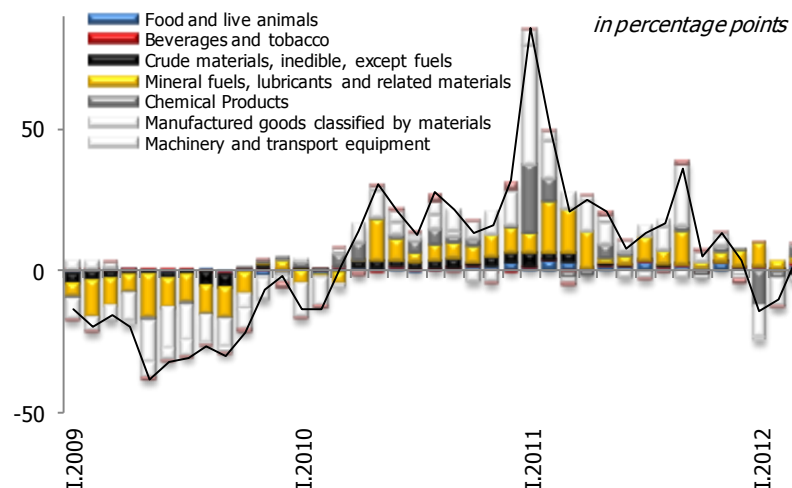 in percentage points
Food and live animals
Beverages and tobacco
Crude materials, inedible, except fuels
Mineral fuels, lubricants and related materials
Chemical Products
Manufactured goods classified by materials
Machinery and transport equipment
50
0
-50
I.2009
I.2010
I.2011
I.2012